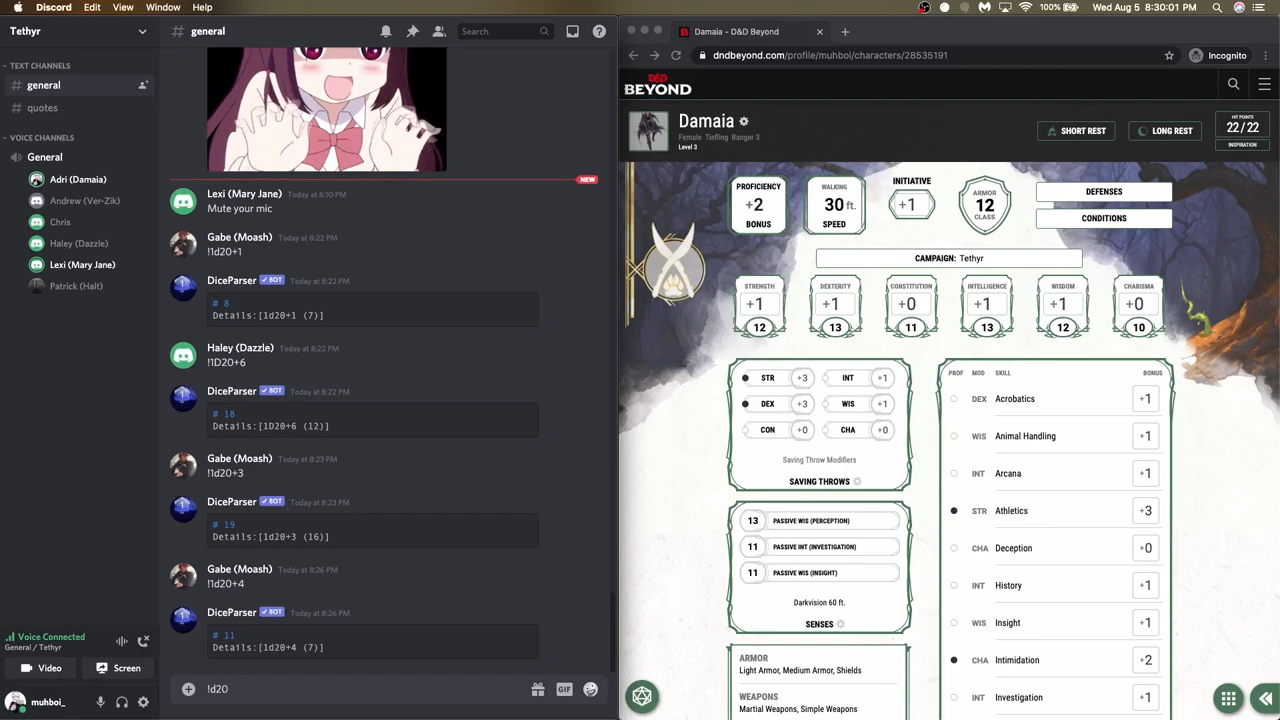 Discord File Edit View Window Help
8:30:01 PM
Tethyr
TEXT CHANNELS
general
quotes
VOICE CHANNELS
General
Adri (Damaia)
Andrew (Ver-Zik)
Chris
Haley (Dazzle)
Lexi (Mary Jane)
Patrick (Halt)
Voice Connected
General / Tethyr
Screen
muhboi_
# general
Search
NEW
Lexi (Mary Jane) Today at 8:10 PM
Mute your mic
Gabe (Moash) Today at 8:22 PM
!1d20+1
DiceParser BOT Today at 8:22 PM
# 8
Details:[1d20+1 (7)]
Haley (Dazzle) Today at 8:22 PM
!1D20+6
DiceParser BOT Today at 8:22 PM
# 18
Details:[1D20+6 (12)]
Gabe (Moash) Today at 8:23 PM
!1d20+3
DiceParser BOT Today at 8:23 PM
# 19
Details:[1d20+3 (16)]
Gabe (Moash) Today at 8:26 PM
!1d20+4
DiceParser BOT Today at 8:26 PM
# 11
Details:[1d20+4 (7)]
!d20
GIF
Damaia - D&D Beyond
dndbeyond.com/profile/muhboi/characters/28535191
Incognito
D&D
BEYOND
Damaia
Female Tiefling Ranger 3
Level 3
SHORT REST
LONG REST
HIT POINTS
22/22
INSPIRATION
PROFICIENCY
+2
BONUS
WALKING
30 ft.
SPEED
INITIATIVE
+1
ARMOR
12
CLASS
DEFENSES
CONDITIONS
CAMPAIGN: Tethyr
STRENGTH
+1
12
DEXTERITY
+1
13
CONSTITUTION
+0
11
INTELLIGENCE
+1
13
WISDOM
+1
12
CHARISMA
+0
10
STR +3 INT +1
DEX +3 WIS +1
CON +0 CHA +0
Saving Throw Modifiers
SAVING THROWS
13 PASSIVE WIS (PERCEPTION)
11 PASSIVE INT (INVESTIGATION)
11 PASSIVE WIS (INSIGHT)
Darkvision 60 ft.
SENSES
ARMOR
Light Armor, Medium Armor, Shields
WEAPONS
Martial Weapons, Simple Weapons
PROF MOD SKILL BONUS
DEX Acrobatics +1
WIS Animal Handling +1
INT Arcana +1
STR Athletics +3
CHA Deception +0
INT History +1
WIS Insight +1
CHA Intimidation +2
INT Investigation +1